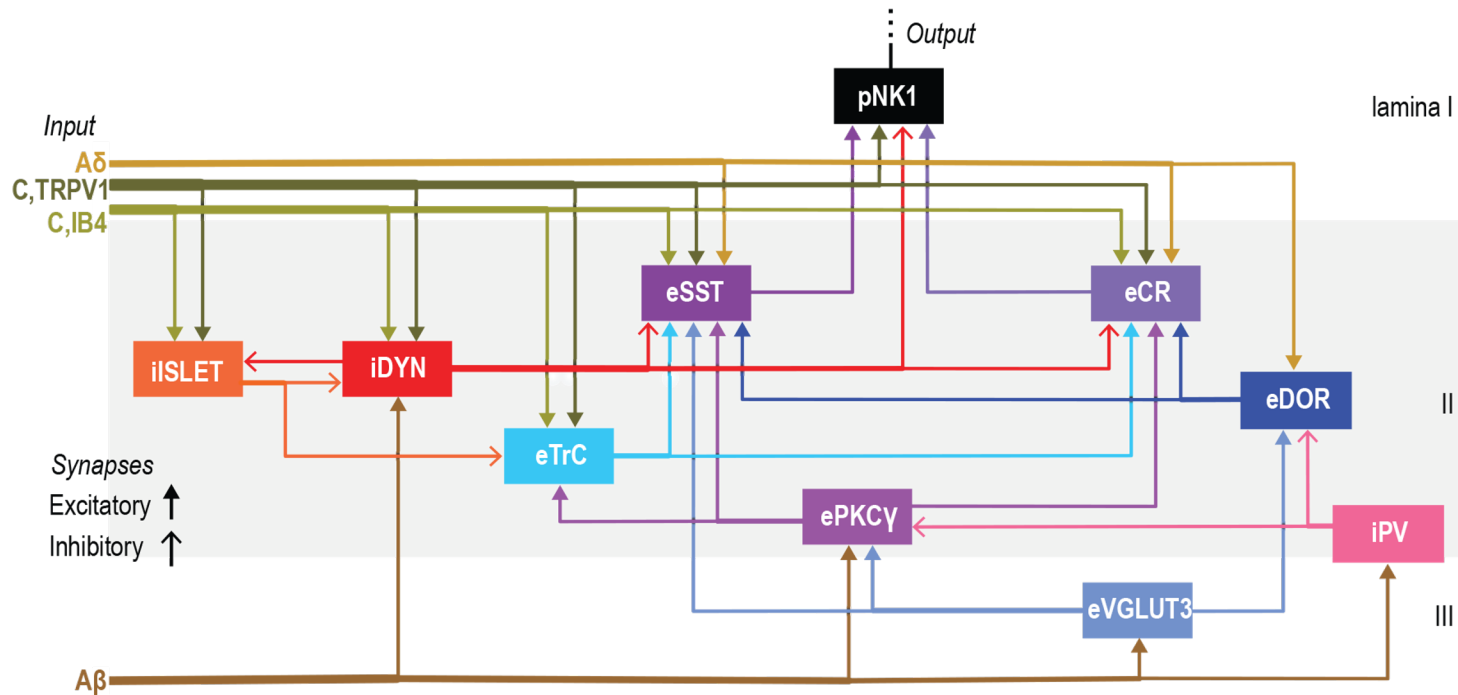 Output
pNK1
lamina I
Input
Aδ
C,TRPV1
C,IB4
eSST
eCR
iISLET
iDYN
eDOR
II
eTrC
Synapses
Excitatory
ePKCγ
iPV
Inhibitory
eVGLUT3
III
Aβ